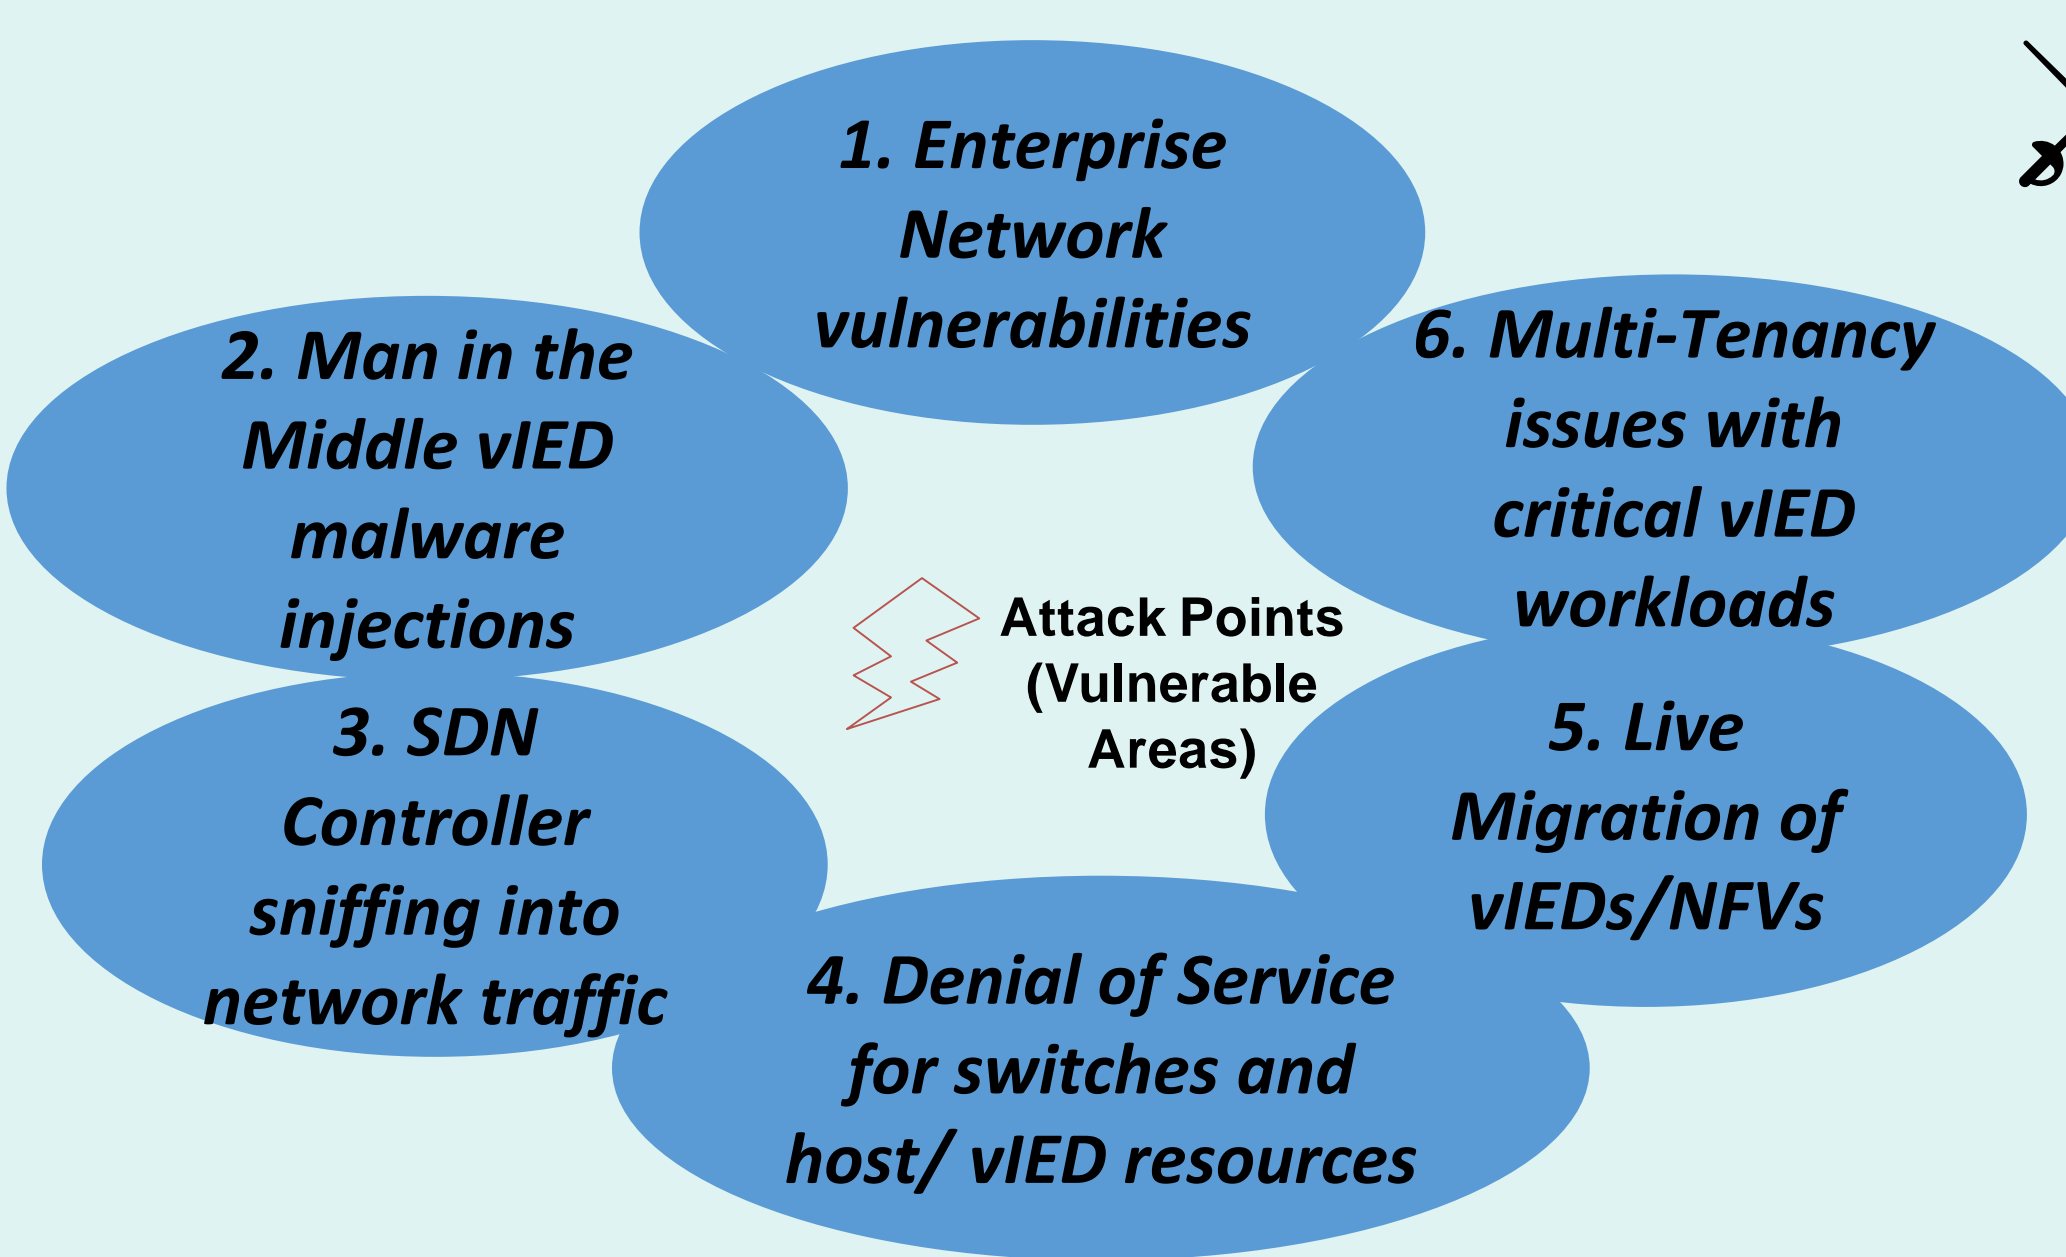 1. Enterprise
Network
vulnerabilities
2. Man in the
Middle vIED
malware
injections
3. SDN
Controller
sniffing into
network traffic
4. Denial of Service
for switches and
host/ vIED resources
5. Live
Migration of
vIEDs/NFVs
6. Multi-Tenancy
issues with
critical vIED
workloads
Attack Points
(Vulnerable
Areas)